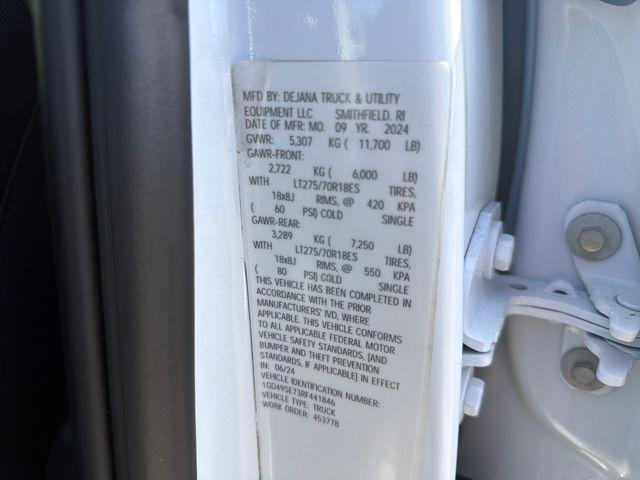 MFD BY: DEJANA TRUCK & UTILITY
EQUIPMENT LLC SMITHFIELD, RI
DATE OF MFR: MO. 09 YR. 2024
GVWR: 5,307 KG ( 11,700 LB)
GAWR-FRONT:
2,722 KG ( 6,000 LB)
WITH LT275/70R18ES TIRES,
18x8J RIMS, @ 420 KPA
( 60 PSI) COLD SINGLE
GAWR-REAR:
3,289 KG ( 7,250 LB)
WITH LT275/70R18ES TIRES,
18x8J RIMS, @ 550 KPA
( 80 PSI) COLD SINGLE
THIS VEHICLE HAS BEEN COMPLETED IN
ACCORDANCE WITH THE PRIOR
MANUFACTURERS' IVD, WHERE
APPLICABLE. THIS VEHICLE CONFORMS
TO ALL APPLICABLE FEDERAL MOTOR
VEHICLE SAFETY STANDARDS, [AND
BUMPER AND THEFT PREVENTION
STANDARDS, IF APPLICABLE] IN EFFECT
IN: 06/24
VEHICLE IDENTIFICATION NUMBER:
1GD49SE73RF441846
VEHICLE TYPE: TRUCK
WORK ORDER: 453778